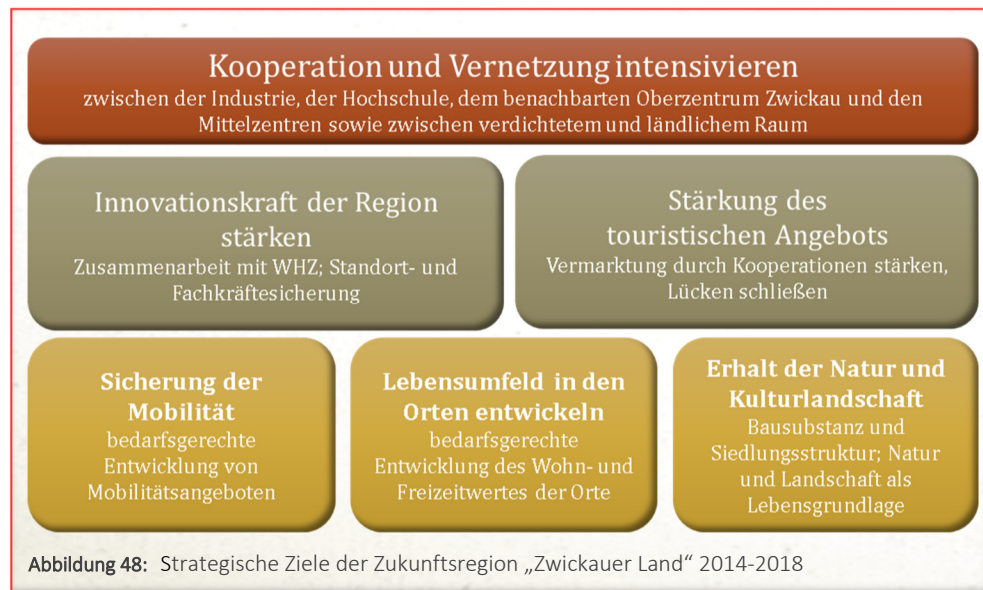 Kooperation und Vernetzung intensivieren
zwischen der Industrie, der Hochschule, dem benachbarten Oberzentrum Zwickau und den
Mittelzentren sowie zwischen verdichtetem und ländlichem Raum
Innovationskraft der Region
stärken
Zusammenarbeit mit WHZ; Standort- und
Fachkräftesicherung
Stärkung des
touristischen Angebots
Vermarktung durch Kooperationen stärken,
Lücken schließen
Sicherung der
Mobilität
bedarfsgerechte
Entwicklung von
Mobilitätsangeboten
Lebensumfeld in den
Orten entwickeln
bedarfsgerechte
Entwicklung des Wohn- und
Freizeitwertes der Orte
Erhalt der Natur und
Kulturlandschaft
Bausubstanz und
Siedlungsstruktur; Natur
und Landschaft als
Lebensgrundlage
Abbildung 48: Strategische Ziele der Zukunftsregion „Zwickauer Land" 2014-2018